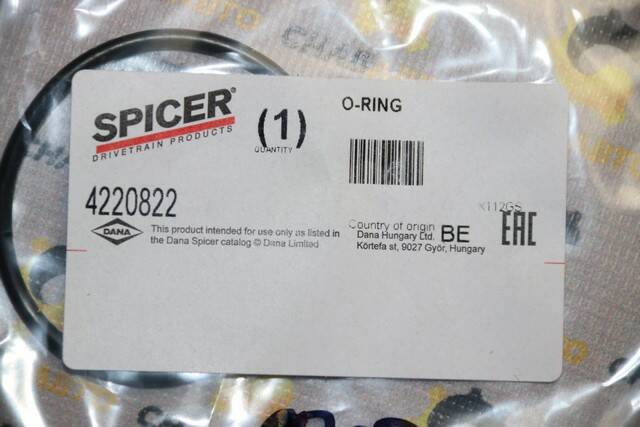 SPICER®
DRIVETRAIN PRODUCTS
(1)
QUANTITY
O-RING
4220822
DANA
This product intended for use only as listed in
the Dana Spicer catalog © Dana Limited
Country of origin
Dana Hungary Ltd.
Körtefa st, 9027 Győr, Hungary
BE
X112GS
EAC